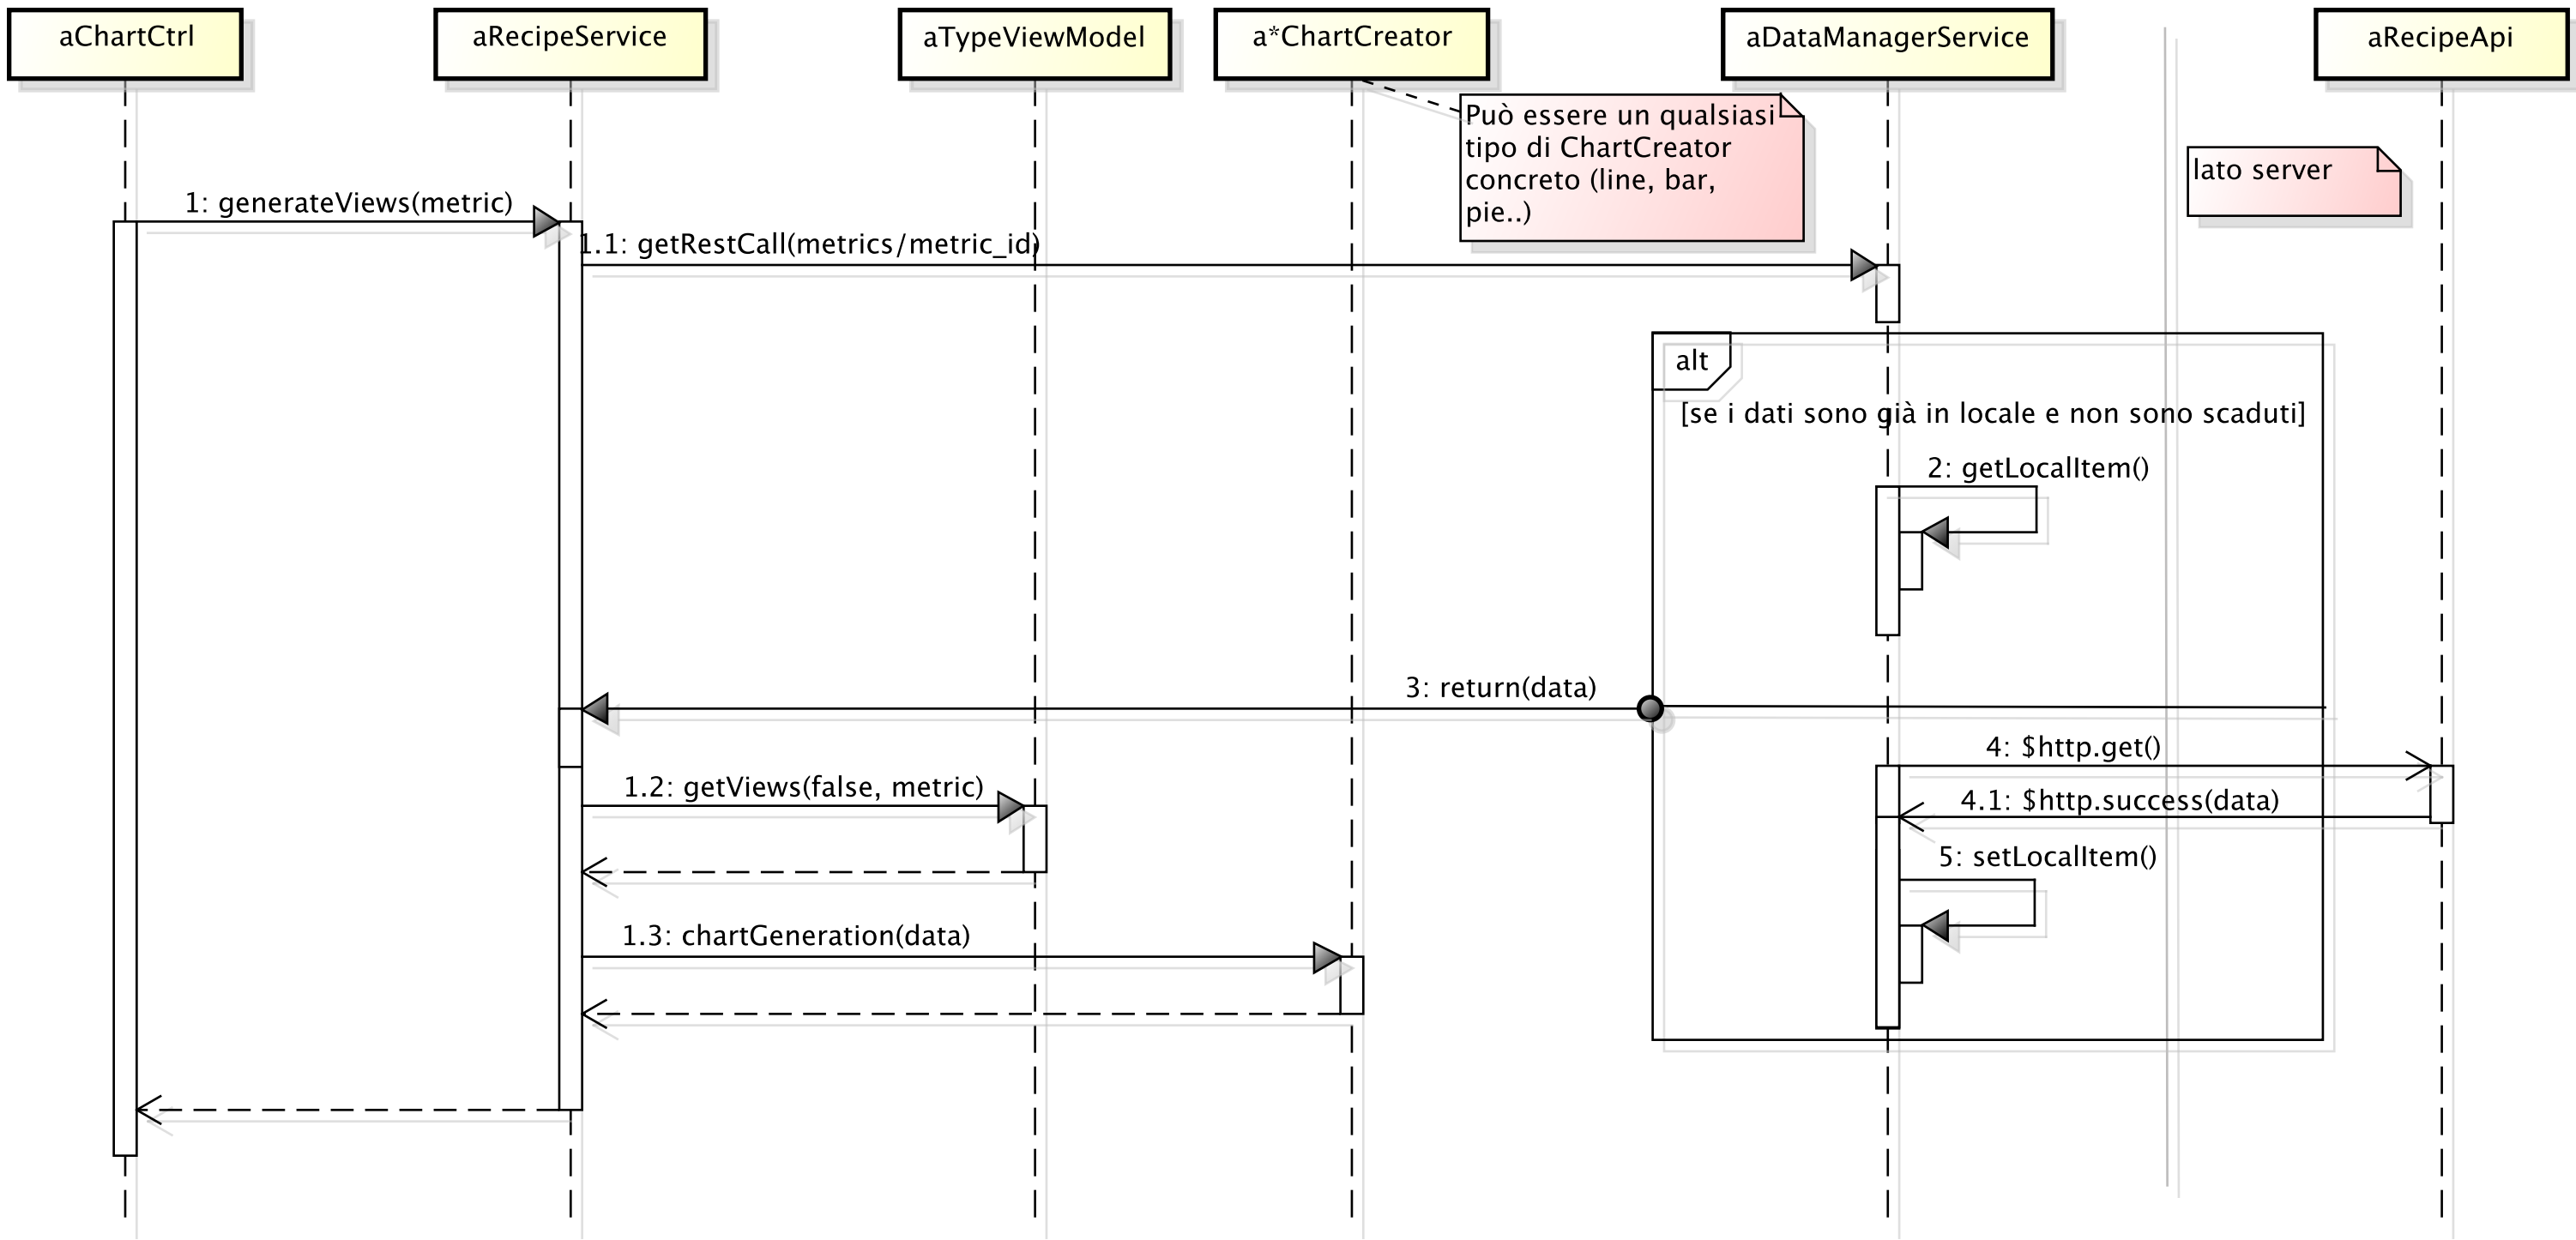 aChartCtrl
aRecipeService
aTypeViewModel
a*ChartCreator
aDataManagerService
aRecipeApi
Può essere un qualsiasi
tipo di ChartCreator
concreto (line, bar,
pie..)
lato server
1: generateViews(metric)
1.1: getRestCall(metrics/metric_id)
alt
[se i dati sono già in locale e non sono scaduti]
2: getLocalItem()
3: return(data)
4: $http.get()
1.2: getViews(false, metric)
4.1: $http.success(data)
5: setLocalItem()
1.3: chartGeneration(data)